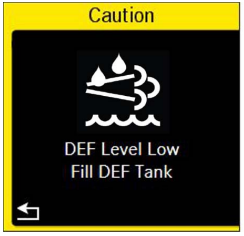 Caution
DEF Level Low
Fill DEF Tank